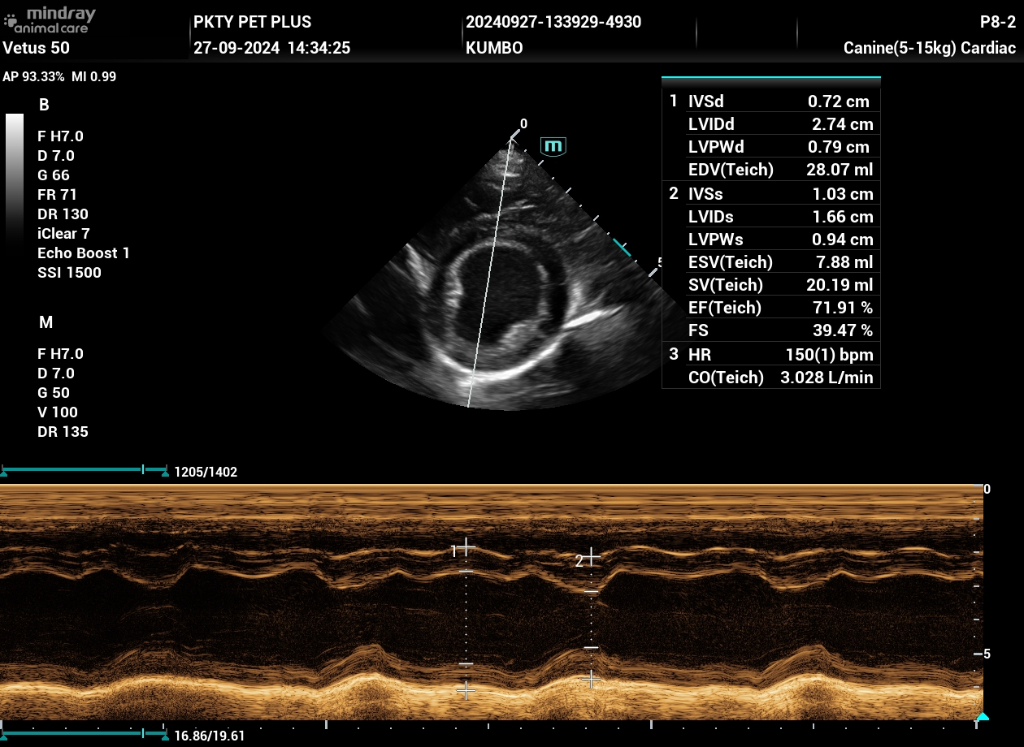 mindray
animalcare
PKTY PET PLUS
20240927-133929-4930
P8-2
Vetus 50
27-09-2024 14:34:25
KUMBO
Canine(5-15kg) Cardiac
AP 93.33% MI 0.99
B
F H7.0
D 7.0
G 66
FR 71
DR 130
iClear 7
Echo Boost 1
SSI 1500
M
F H7.0
D 7.0
G 50
V 100
DR 135
0
m
5
1 IVSd 0.72 cm
LVIDd 2.74 cm
LVPWd 0.79 cm
EDV(Teich) 28.07 ml
2 IVSs 1.03 cm
LVIDs 1.66 cm
LVPWs 0.94 cm
ESV(Teich) 7.88 ml
SV(Teich) 20.19 ml
EF(Teich) 71.91 %
FS 39.47 %
3 HR 150(1) bpm
CO(Teich) 3.028 L/min
1205/1402
0
1
2
5
16.86/19.61